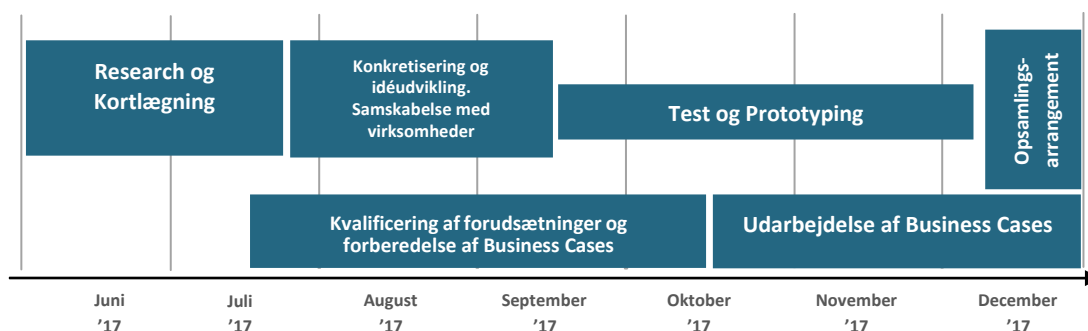 Research og
Kortlægning
Konkretisering og
idéudvikling.
Samskabelse med
virksomheder
Test og Prototyping
Opsamlings-
arrangement
Kvalificering af forudsætninger og
forberedelse af Business Cases
Udarbejdelse af Business Cases
Juni
’17
Juli
’17
August
’17
September
’17
Oktober
’17
November
’17
December
’17